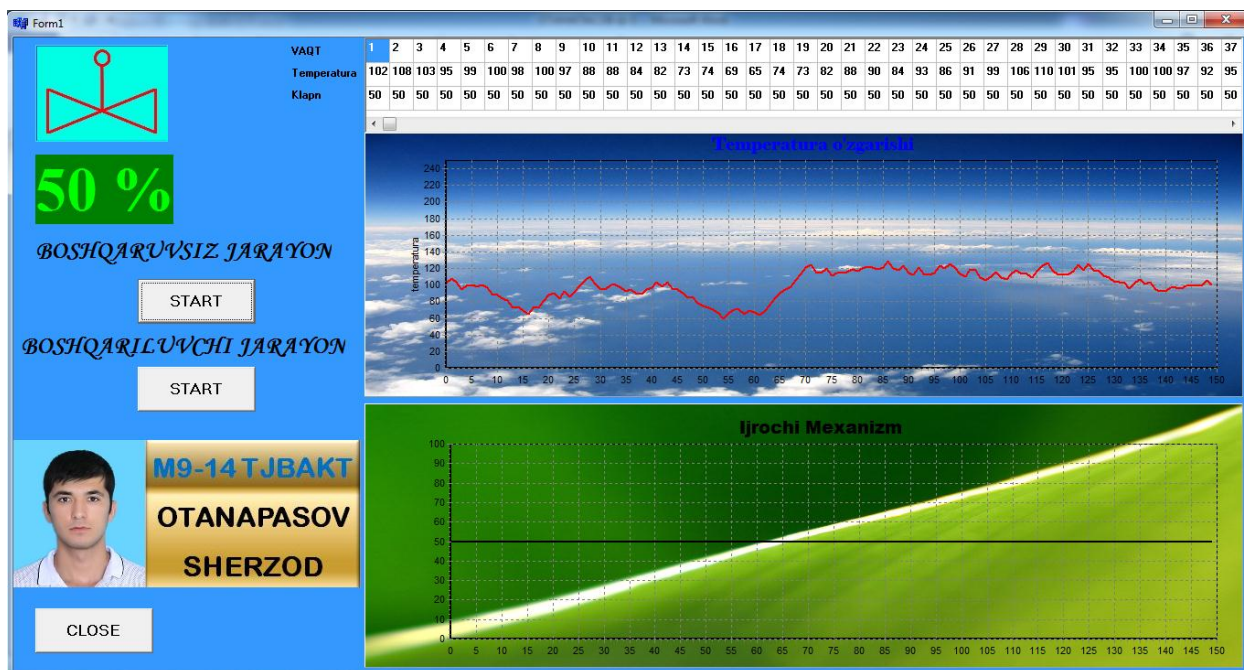 Form1
VAQT 1 2 3 4 5 6 7 8 9 10 11 12 13 14 15 16 17 18 19 20 21 22 23 24 25 26 27 28 29 30 31 32 33 34 35 36 37
Temperatura 102 108 103 95 99 100 98 100 97 88 88 84 82 73 74 69 65 74 73 82 88 90 84 93 86 91 99 106 110 101 95 95 100 100 97 92 95
Klapn 50 50 50 50 50 50 50 50 50 50 50 50 50 50 50 50 50 50 50 50 50 50 50 50 50 50 50 50 50 50 50 50 50 50 50 50 50
50 %
BOSHQARUVSIZ JARAYON
START
BOSHQARILUVCHI JARAYON
START
M9-14 TJBAKT
OTANAPASOV
SHERZOD
CLOSE
Temperatura o'zgarishi
temperatura
240
220
200
180
160
140
120
100
80
60
40
20
0
0 5 10 15 20 25 30 35 40 45 50 55 60 65 70 75 80 85 90 95 100 105 110 115 120 125 130 135 140 145 150
Ijrochi Mexanizm
100
90
80
70
60
50
40
30
20
10
0
0 5 10 15 20 25 30 35 40 45 50 55 60 65 70 75 80 85 90 95 100 105 110 115 120 125 130 135 140 145 150